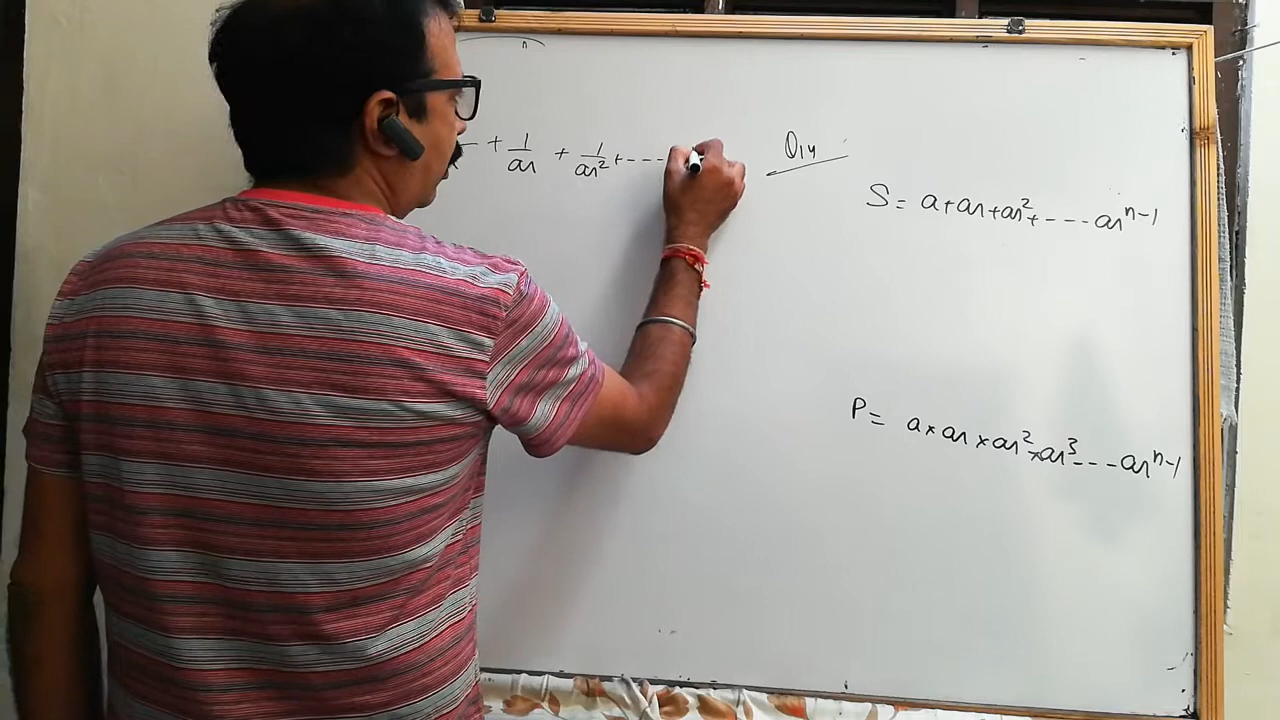 n
+ 1/ar + 1/ar² + ---
Q14
S = a+ar+ar²+ - - - ar^n-1
P = a×ar×ar²×ar³ - - - ar^n-1